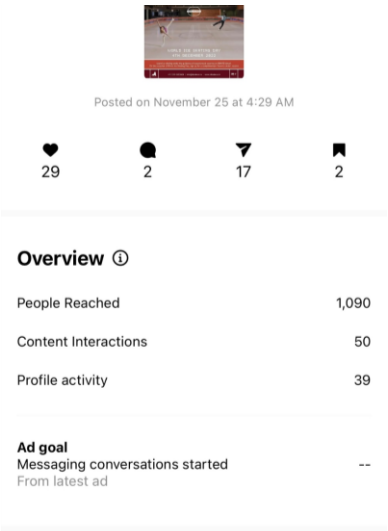 Posted on November 25 at 4:29 AM
29 2 17 2
Overview
People Reached 1,090
Content Interactions 50
Profile activity 39
Ad goal
Messaging conversations started --
From latest ad